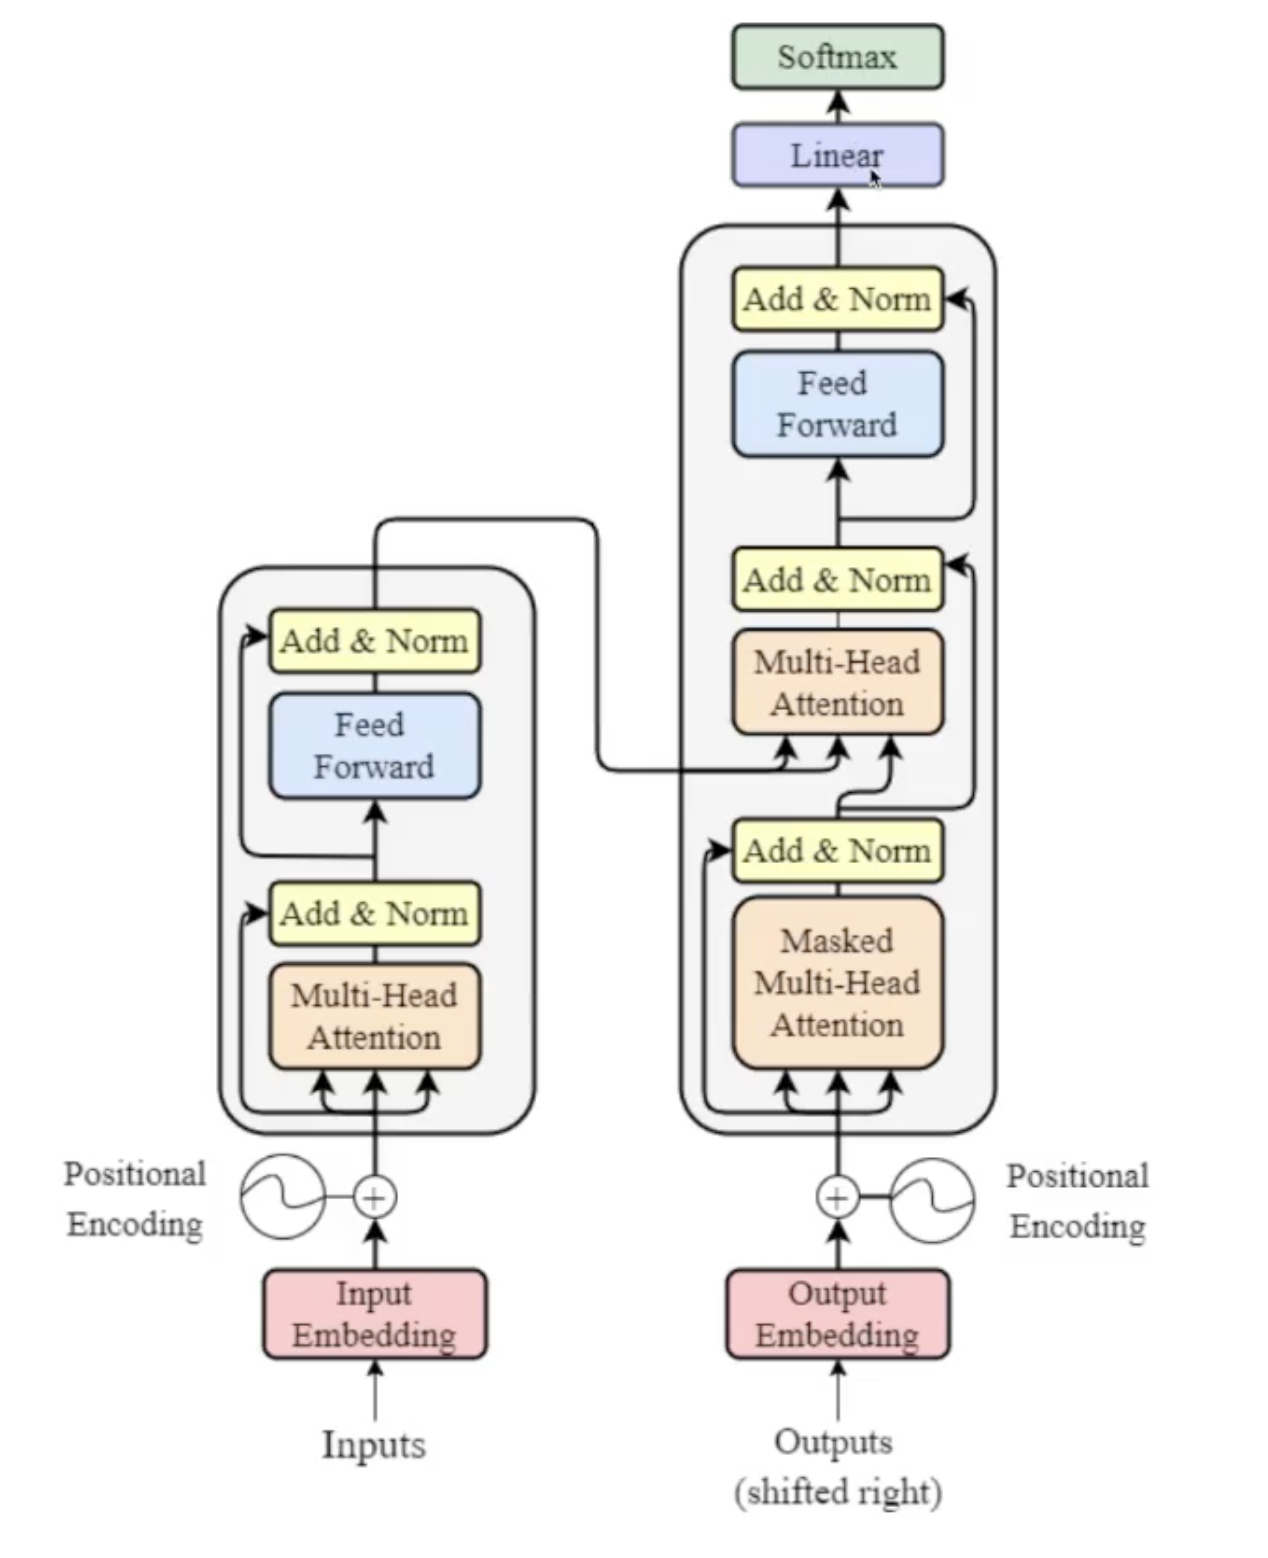 Softmax
Linear
Add & Norm
Feed
Forward
Add & Norm
Multi-Head
Attention
Add & Norm
Masked
Multi-Head
Attention
Add & Norm
Feed
Forward
Add & Norm
Multi-Head
Attention
Positional
Encoding
+
+
Positional
Encoding
Input
Embedding
Output
Embedding
Inputs
Outputs
(shifted right)